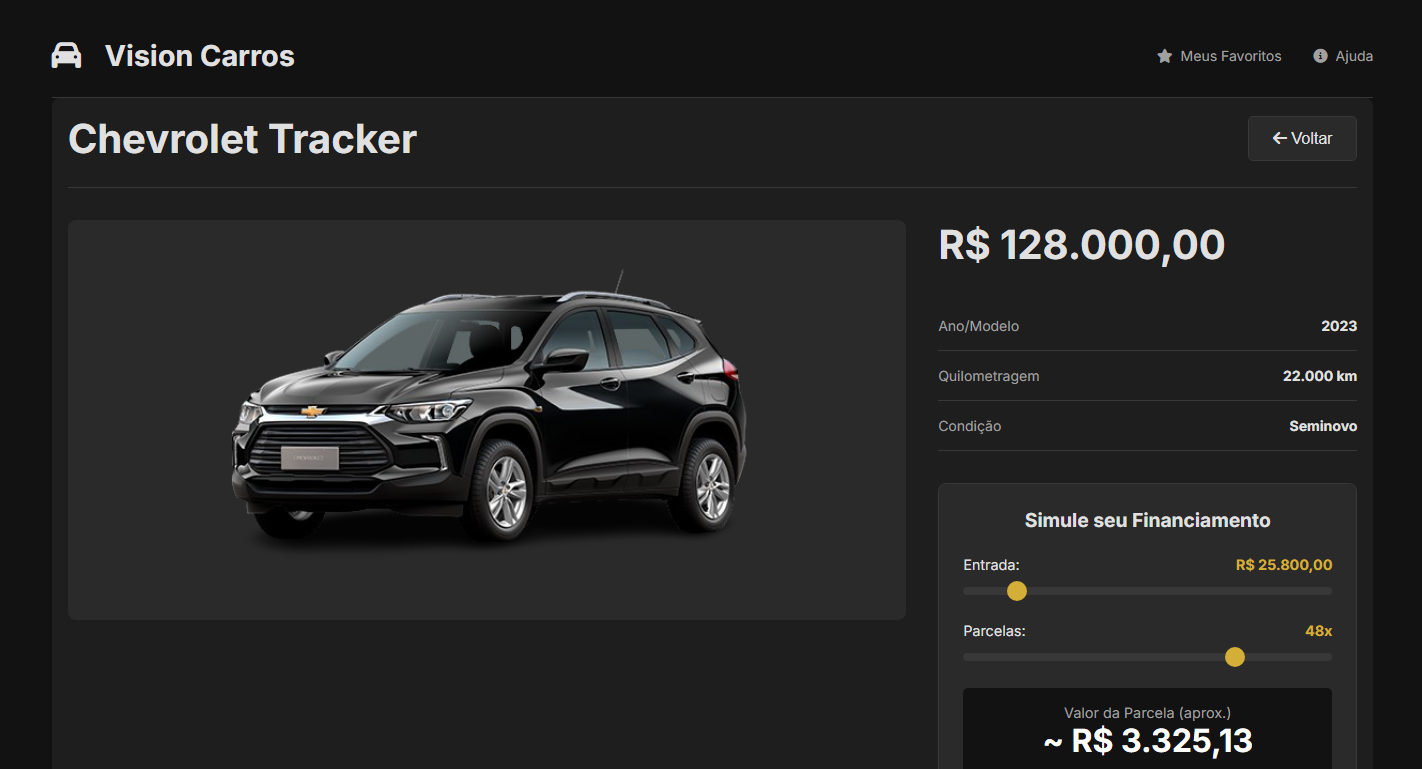 Vision Carros
Meus Favoritos
Ajuda
Chevrolet Tracker
Voltar
R$ 128.000,00
Ano/Modelo 2023
Quilometragem 22.000 km
Condição Seminovo
Simule seu Financiamento
Entrada: R$ 25.800,00
Parcelas: 48x
Valor da Parcela (aprox.)
~ R$ 3.325,13